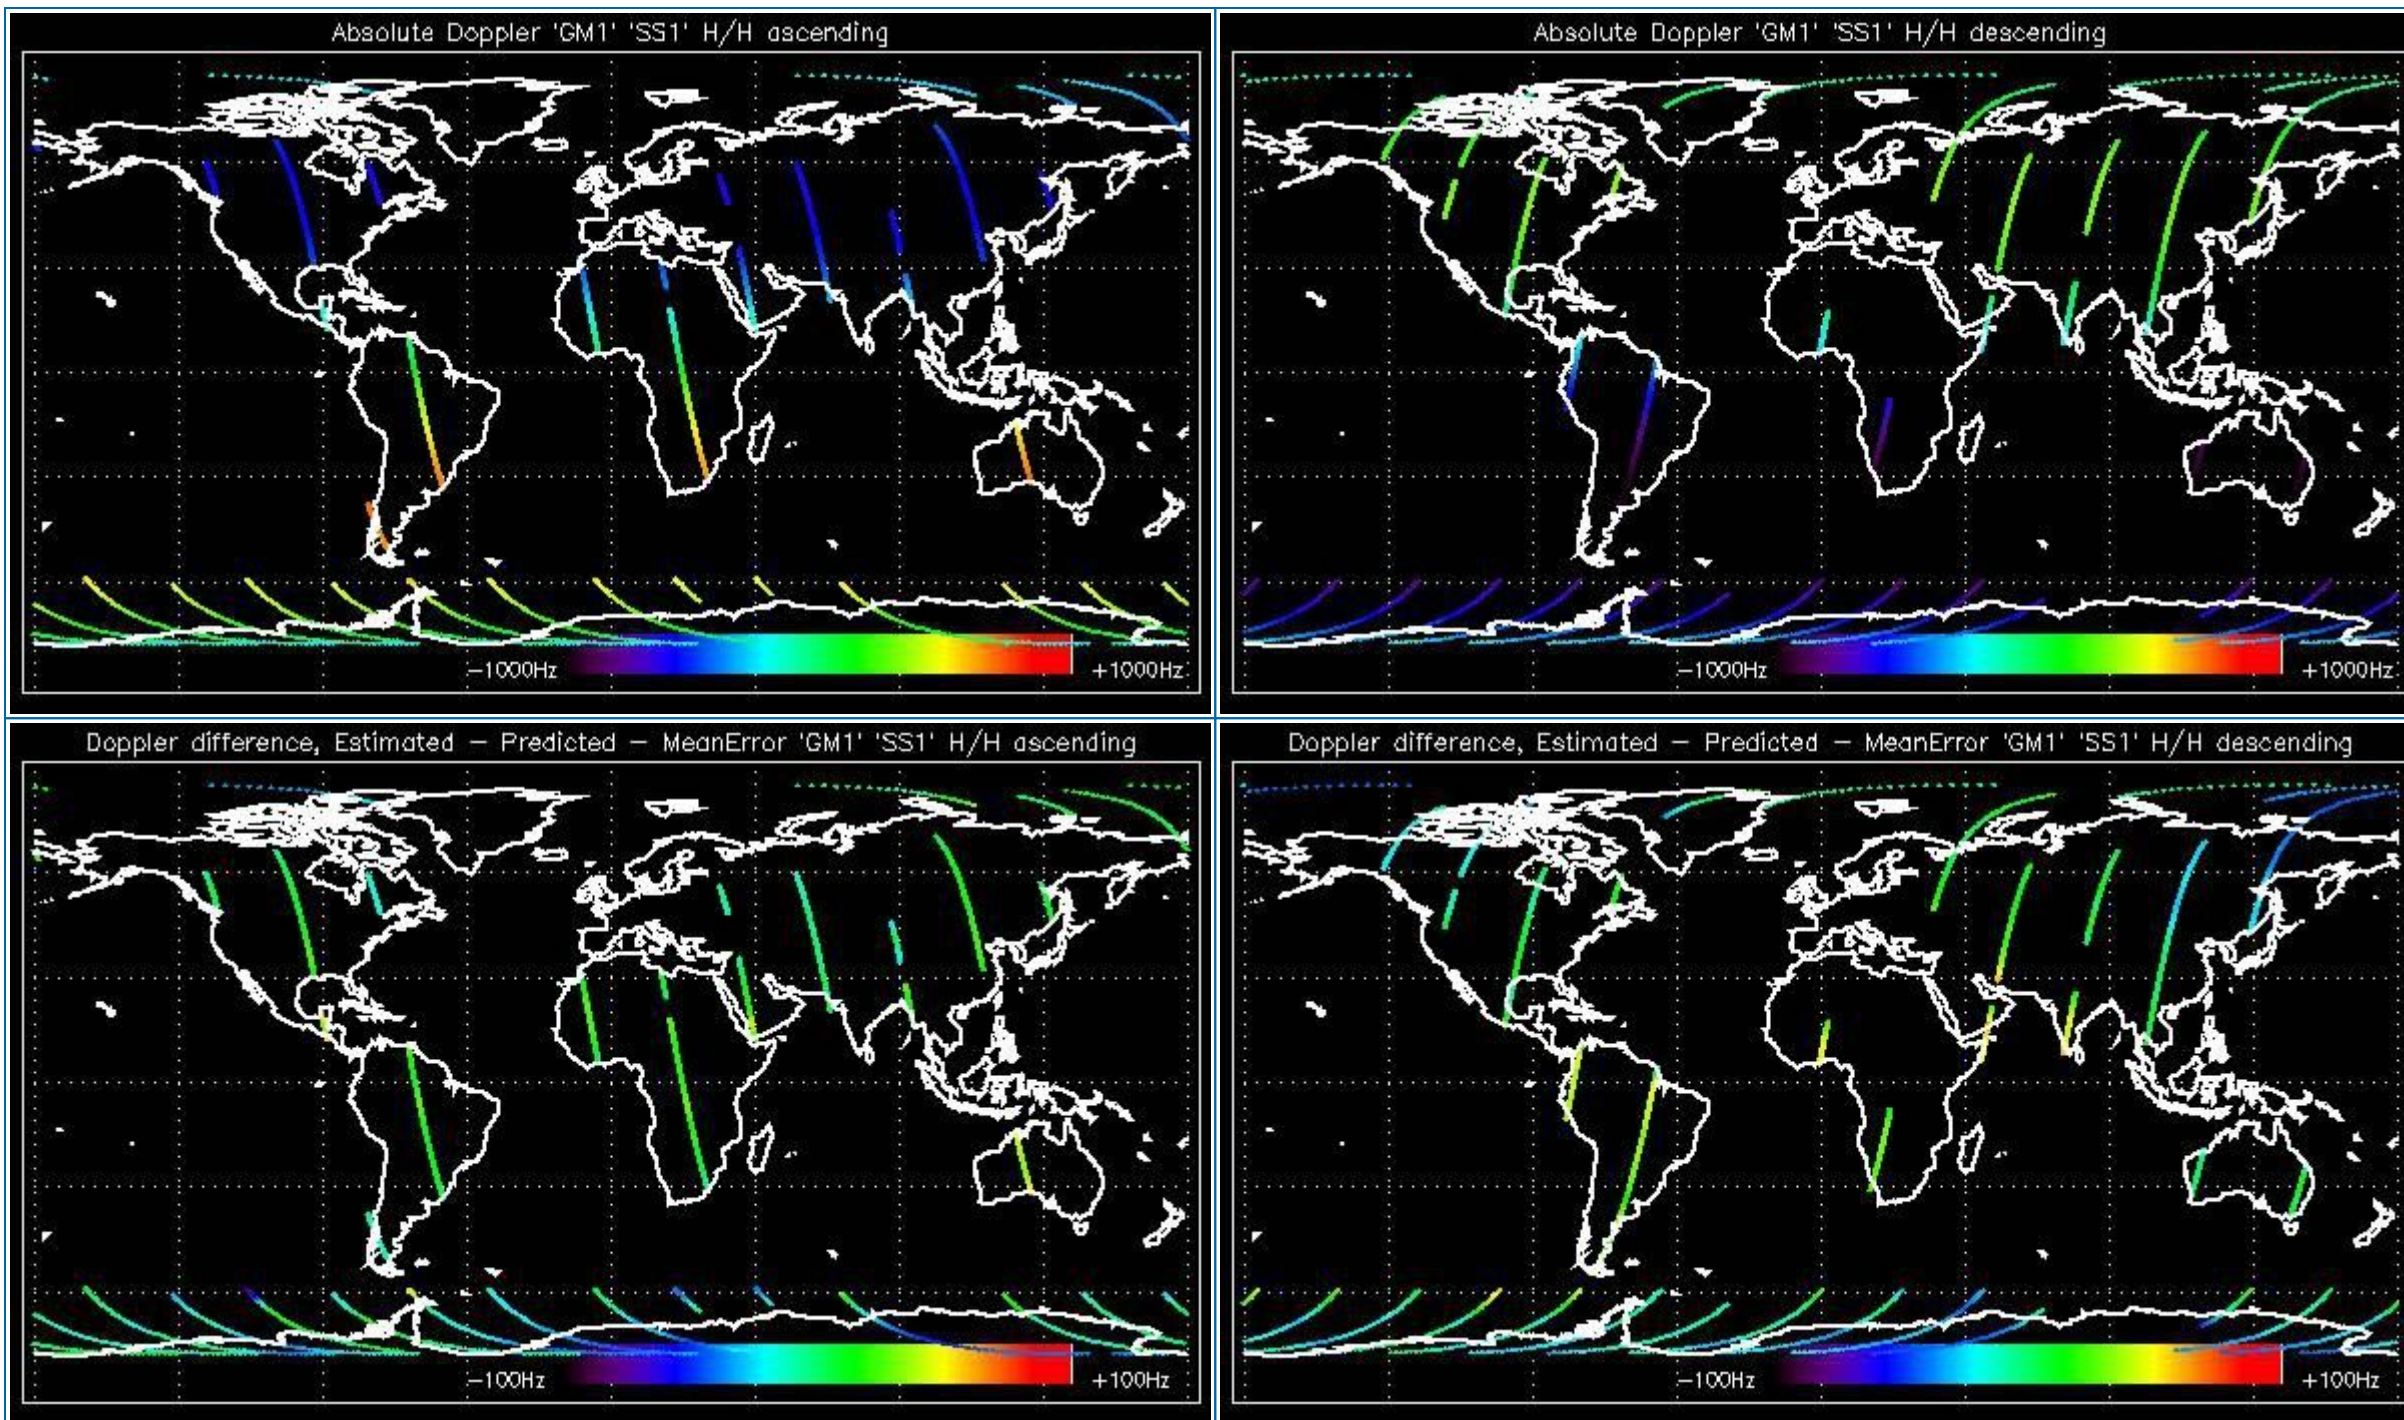 Absolute Doppler 'GM1' 'SS1' H/H ascending
−1000Hz
+1000Hz
Absolute Doppler 'GM1' 'SS1' H/H descending
−1000Hz
+1000Hz
Doppler difference, Estimated − Predicted − MeanError 'GM1' 'SS1' H/H ascending
−100Hz
+100Hz
Doppler difference, Estimated − Predicted − MeanError 'GM1' 'SS1' H/H descending
−100Hz
+100Hz